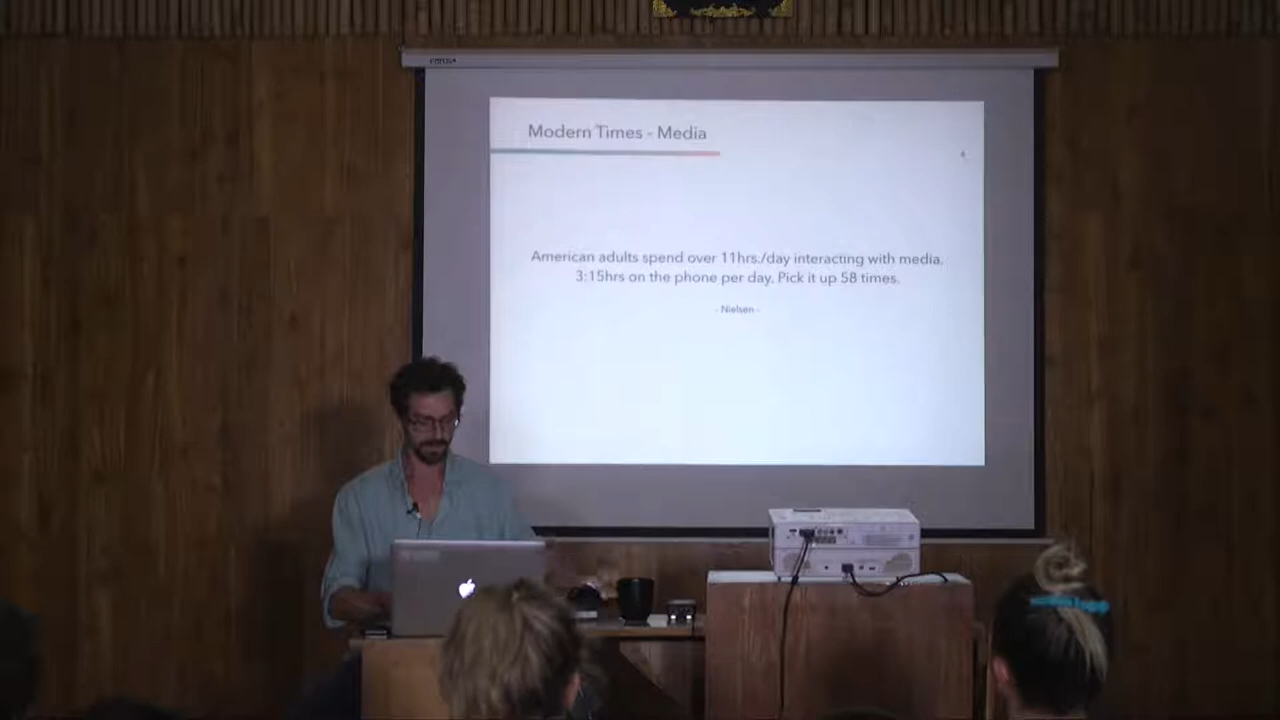 Modern Times - Media
American adults spend over 11hrs./day interacting with media.
3:15hrs on the phone per day. Pick it up 58 times.
- Nielsen -